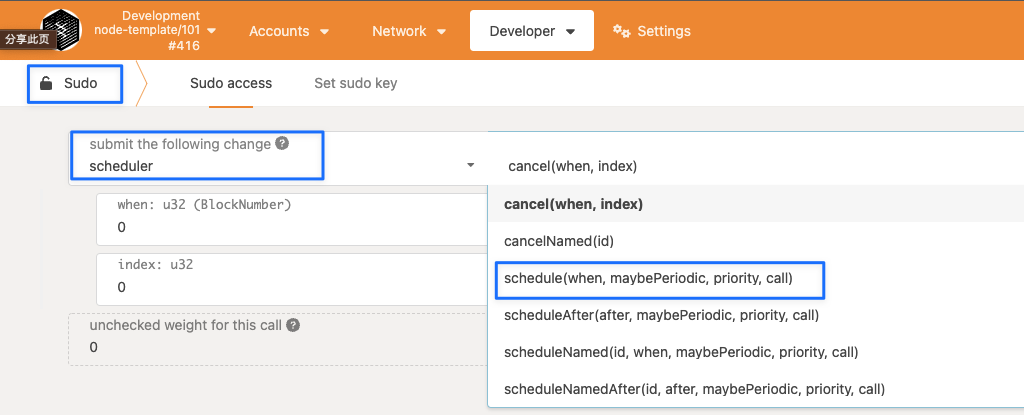 Development
node-template/101
#416
分享此页
Accounts
Network
Developer
Settings
Sudo
Sudo access
Set sudo key
submit the following change ?
scheduler
cancel(when, index)
when: u32 (BlockNumber)
0
index: u32
0
unchecked weight for this call ?
0
cancel(when, index)
cancelNamed(id)
schedule(when, maybePeriodic, priority, call)
scheduleAfter(after, maybePeriodic, priority, call)
scheduleNamed(id, when, maybePeriodic, priority, call)
scheduleNamedAfter(id, after, maybePeriodic, priority, call)